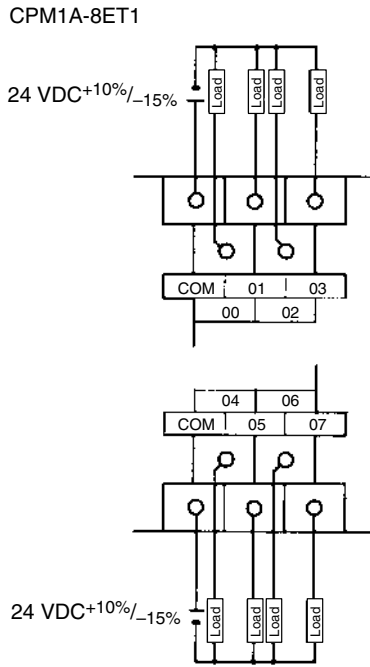 CPM1A-8ET1
24 VDC+10%/–15%
Load Load Load Load
COM 01 03
00 02
04 06
COM 05 07
24 VDC+10%/–15%
Load Load Load Load